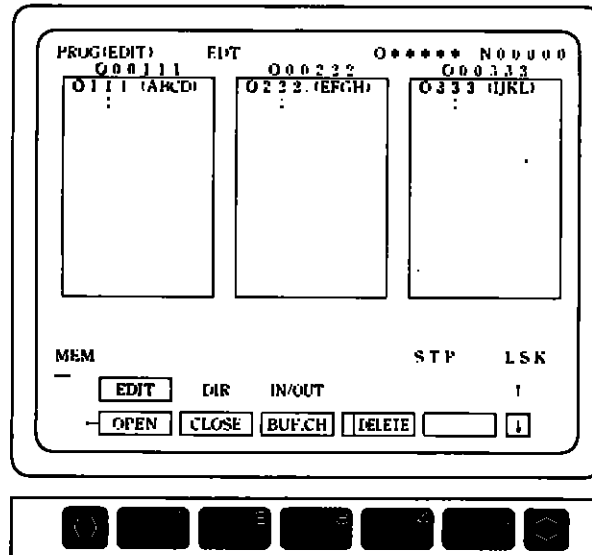 PROG(EDIT) EDT O***** N00000
O00111 O00222 O00333
O111 (ABCD) O222 (EFGH) O333 (IJKL)
: : :
MEM STP LSK
EDIT DIR IN/OUT ↑
OPEN CLOSE BUF.CH DELETE ↓